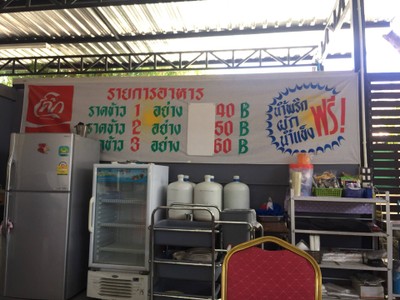 โค้ก
รายการอาหาร
ราดข้าว 1 อย่าง 40 B
ราดข้าว 2 อย่าง 50 B
ราดข้าว 3 อย่าง 60 B
น้ำพริก
ผัก
น้ำแข็ง
ฟรี!